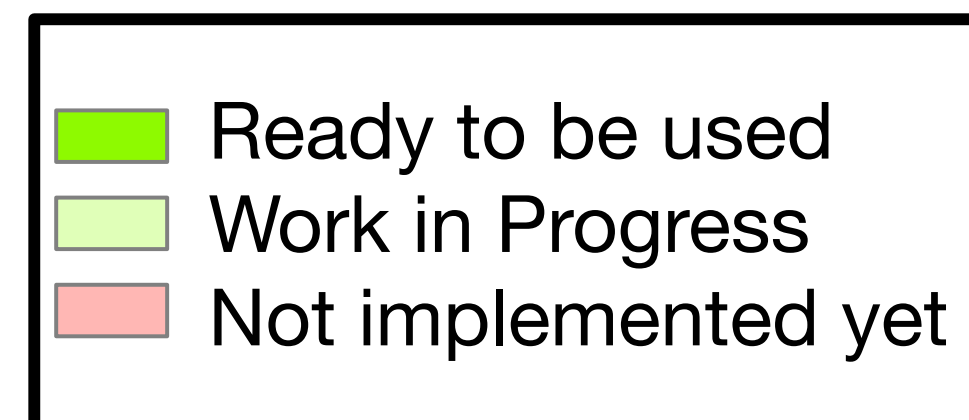 Ready to be used
Work in Progress
Not implemented yet